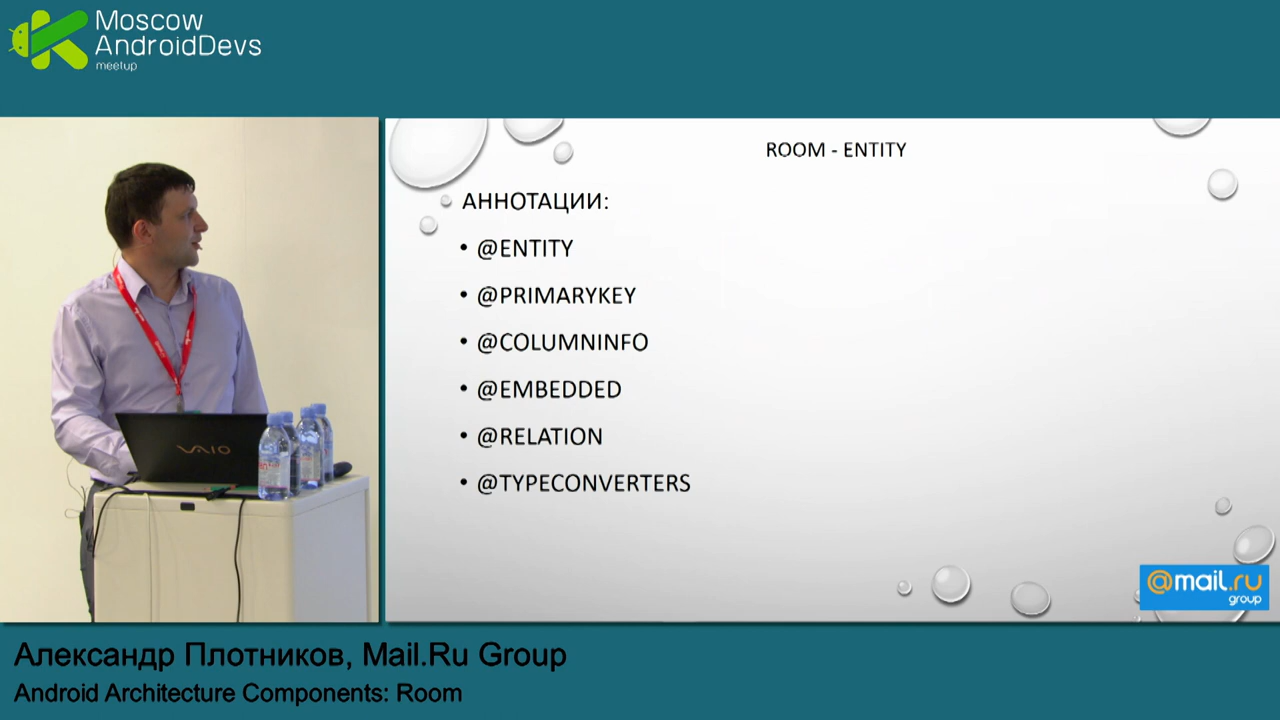 Moscow
AndroidDevs
meetup
ROOM - ENTITY
АННОТАЦИИ:
• @ENTITY
• @PRIMARYKEY
• @COLUMNINFO
• @EMBEDDED
• @RELATION
• @TYPECONVERTERS
VAIO
@mail.ru
group
Александр Плотников, Mail.Ru Group
Android Architecture Components: Room